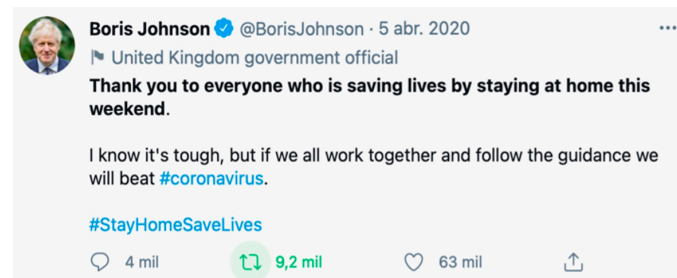 Boris Johnson @BorisJohnson · 5 abr. 2020
United Kingdom government official
Thank you to everyone who is saving lives by staying at home this
weekend.
I know it's tough, but if we all work together and follow the guidance we
will beat #coronavirus.
#StayHomeSaveLives
4 mil 9,2 mil 63 mil